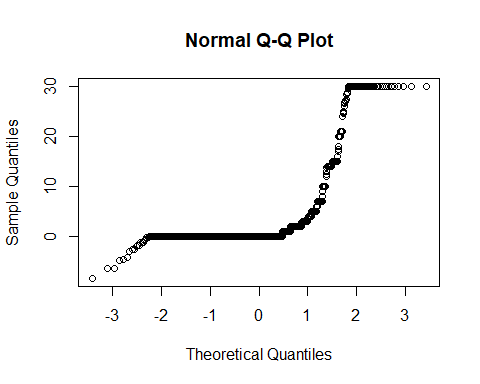 Normal Q-Q Plot
30
20
10
0
-3 -2 -1 0 1 2 3
Sample Quantiles
Theoretical Quantiles